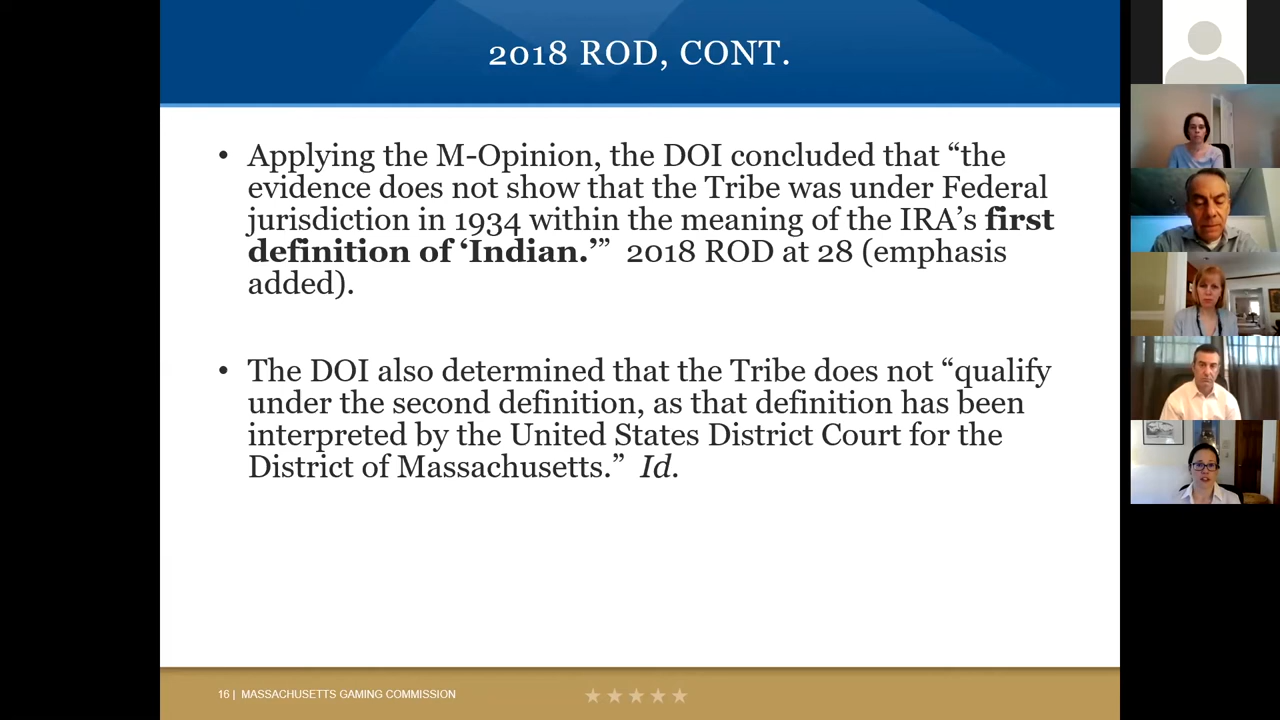 2018 ROD, CONT.
• Applying the M-Opinion, the DOI concluded that “the
evidence does not show that the Tribe was under Federal
jurisdiction in 1934 within the meaning of the IRA’s first
definition of ‘Indian.’”  2018 ROD at 28 (emphasis
added).
• The DOI also determined that the Tribe does not “qualify
under the second definition, as that definition has been
interpreted by the United States District Court for the
District of Massachusetts.”  Id.
16 |  MASSACHUSETTS GAMING COMMISSION